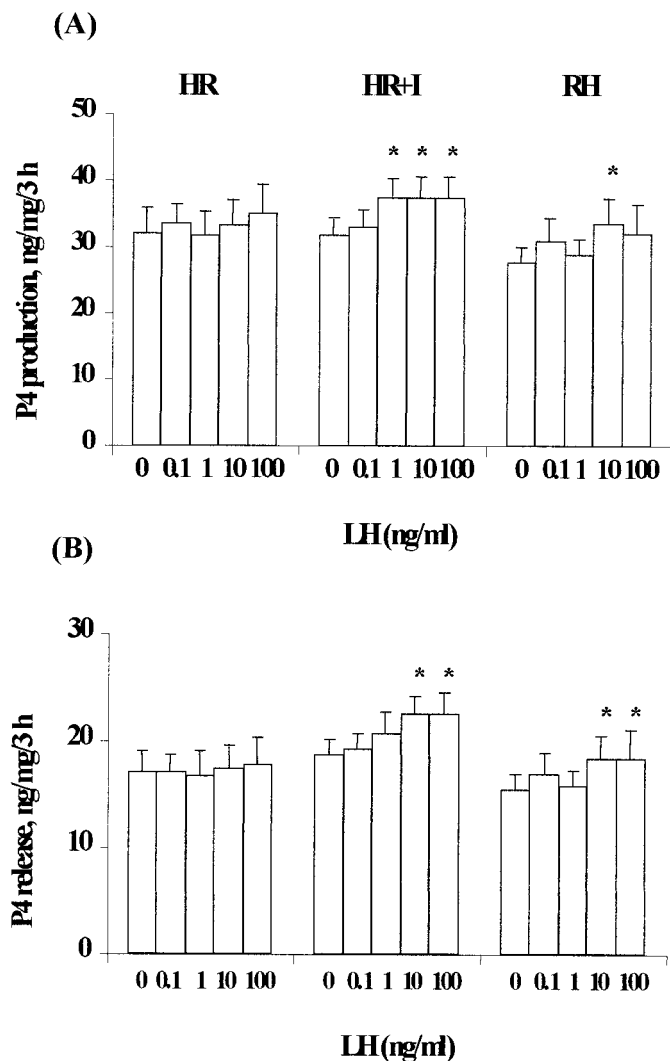 (A)
HR HR+I RH
50
* * * *
40
30
20
10
0
P4 production, ng/mg/3 h
0 0.1 1 10 100 0 0.1 1 10 100 0 0.1 1 10 100
LH (ng/ml)
(B)
30
* * * *
20
10
0
P4 release, ng/mg/3 h
0 0.1 1 10 100 0 0.1 1 10 100 0 0.1 1 10 100
LH (ng/ml)